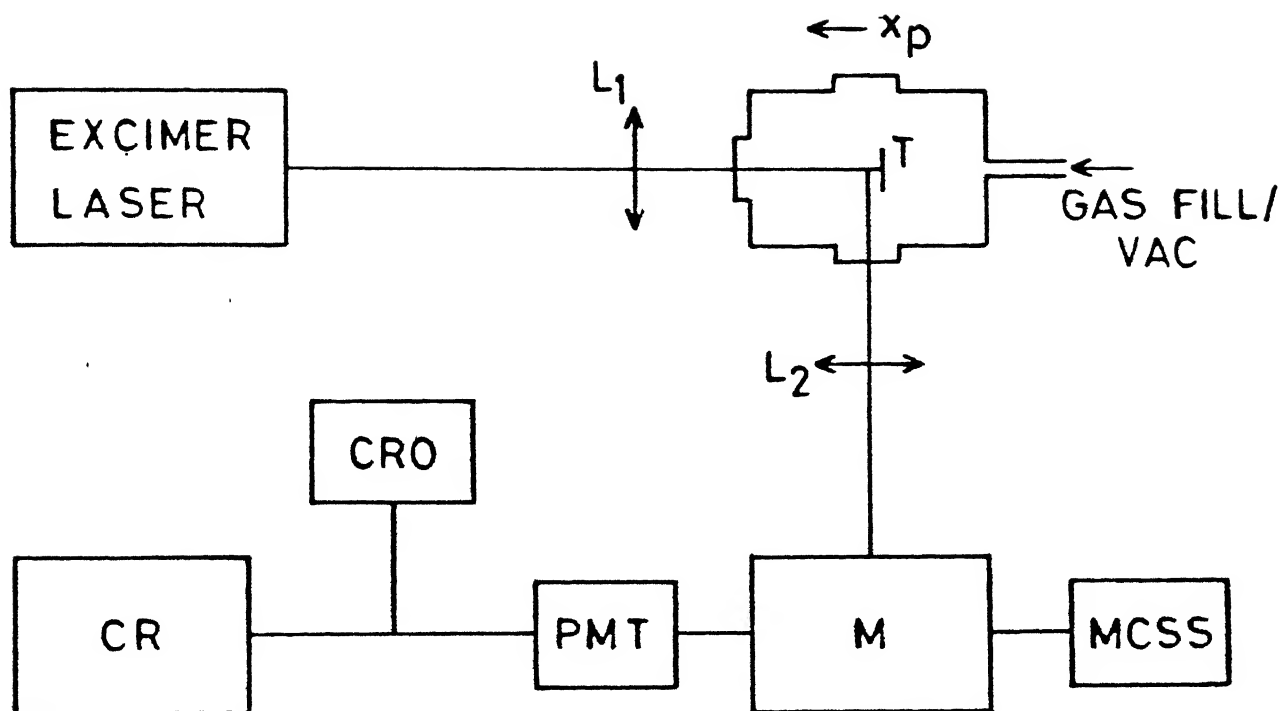 xp
L1
EXCIMER
LASER
T
GAS FILL/
VAC
L2
CRO
CR
PMT
M
MCSS